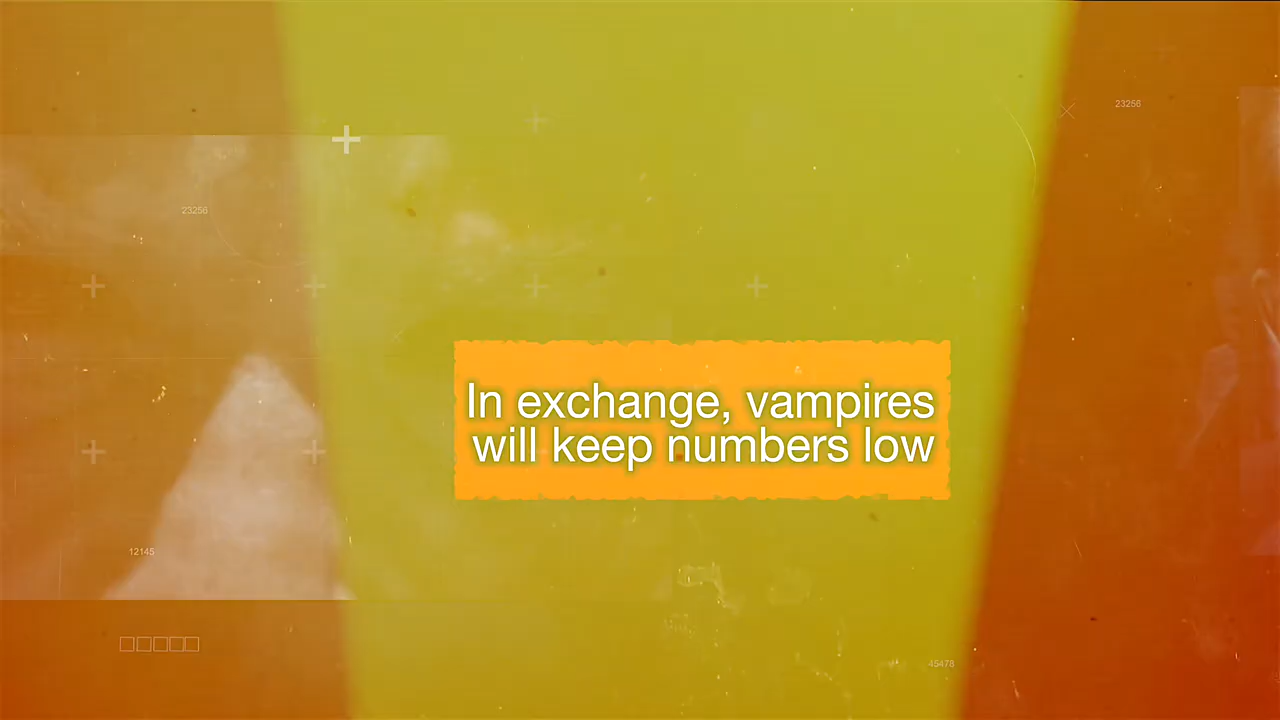 23256
23256
In exchange, vampires
will keep numbers low
12145
45478